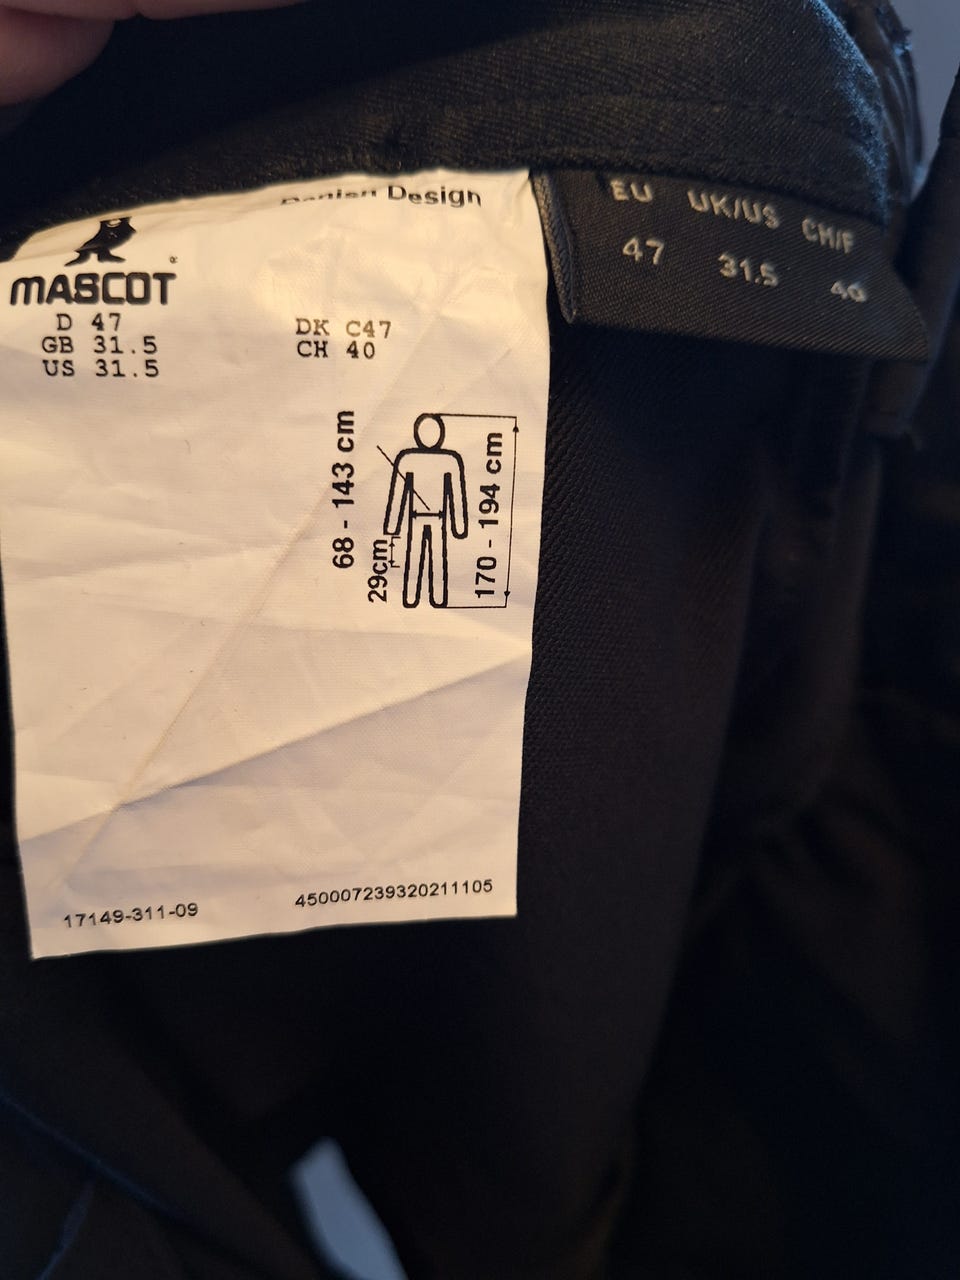 Danish Design
MASCOT
D 47
GB 31.5
US 31.5
DK C47
CH 40
68 - 143 cm
29cm
170 - 194 cm
17149-311-09
450007239320211105
EU UK/US CH/F
47 31.5 40